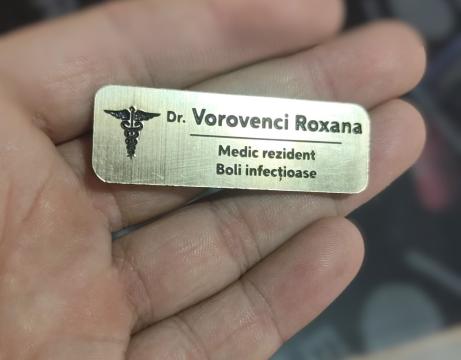 Dr. Vorovenci Roxana
Medic rezident
Boli infecțioase